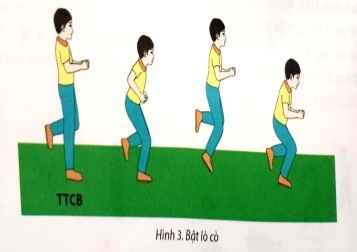 TTCB
Hình 3. Bật lò cò